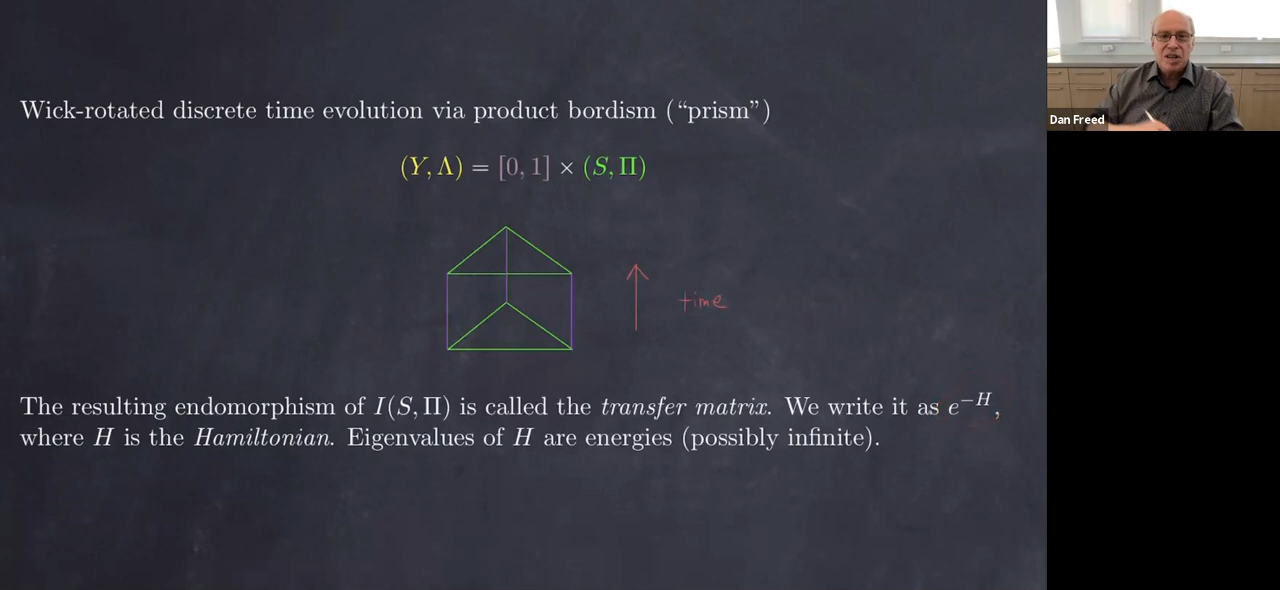 Wick-rotated discrete time evolution via product bordism (“prism”)
(Y, Λ) = [0, 1] × (S, Π)
time
The resulting endomorphism of I(S, Π) is called the transfer matrix. We write it as e^{−H},
where H is the Hamiltonian. Eigenvalues of H are energies (possibly infinite).
Dan Freed